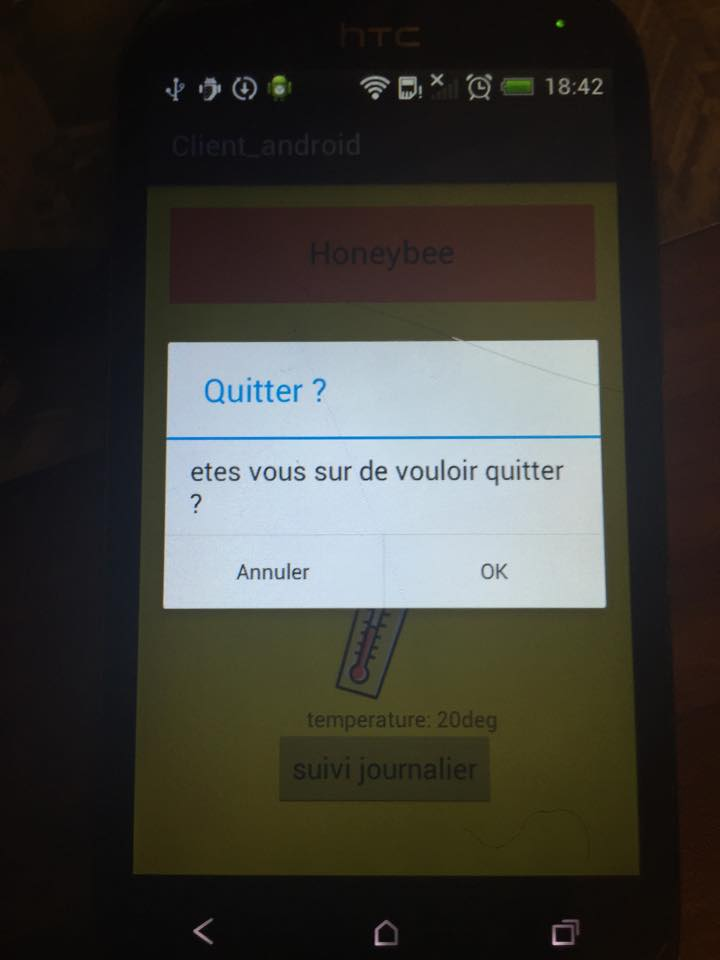 hTC
18:42
Client_android
Honeybee
Quitter ?
etes vous sur de vouloir quitter
?
Annuler
OK
temperature: 20deg
suivi journalier